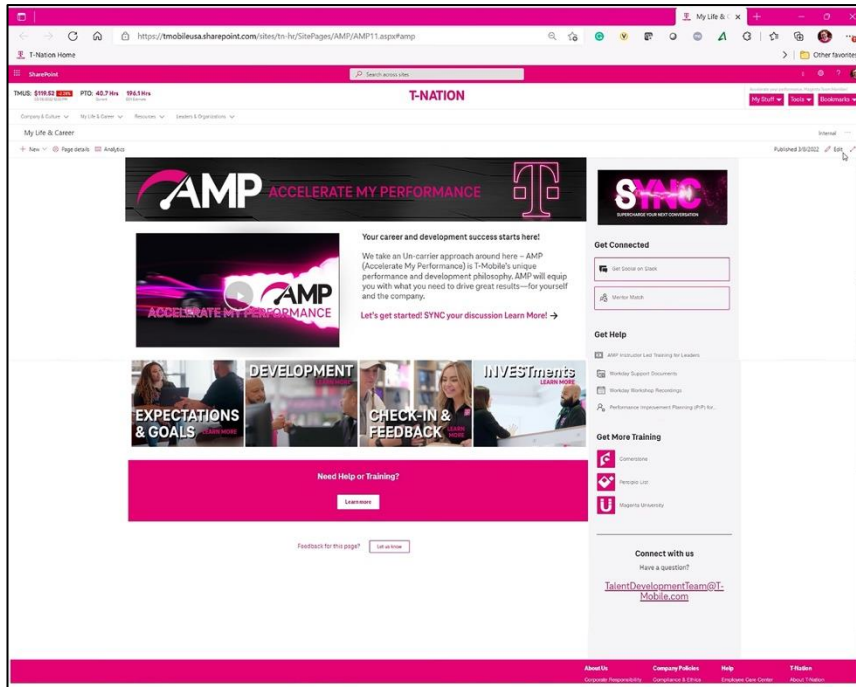 My Life & C
https://tmobileusa.sharepoint.com/sites/tn-hr/SitePages/AMP/AMP11.aspx#amp
T-Nation Home
Other favorites
SharePoint
Search across sites
TMUS: $119.52 PTO: 40.7 Hrs 196.1 Hrs
T-NATION
My Stuff Tools Bookmarks
Company & Culture My Life & Career Resources Leaders & Organizations
My Life & Career
Internal
+ New Page details Analytics
Published 3/9/2022 Edit
AMP ACCELERATE MY PERFORMANCE
T
AMP
ACCELERATE MY PERFORMANCE
Your career and development success starts here!
We take an Un-carrier approach around here – AMP
(Accelerate My Performance) is T-Mobile's unique
performance and development philosophy. AMP will equip
you with what you need to drive great results—for yourself
and the company.
Let's get started! SYNC your discussion Learn More! →
EXPECTATIONS
& GOALS
LEARN MORE
DEVELOPMENT
LEARN MORE
CHECK-IN &
FEEDBACK
LEARN MORE
INVESTments
LEARN MORE
Need Help or Training?
Learn more
Feedback for this page? Let us know
SYNC
SUPERCHARGE YOUR NEXT CONVERSATION
Get Connected
Get Social on Slack
Mentor Match
Get Help
AMP Instructor Led Training for Leaders
Workday Support Documents
Workday Workshop Recordings
Performance Improvement Planning (PIP) for...
Get More Training
Cornerstone
Percipio List
Magenta University
Connect with us
Have a question?
TalentDevelopmentTeam@T-
Mobile.com
About Us Company Policies Help T-Nation
Corporate Responsibility Compliance & Ethics Employee Care Center About T-Nation